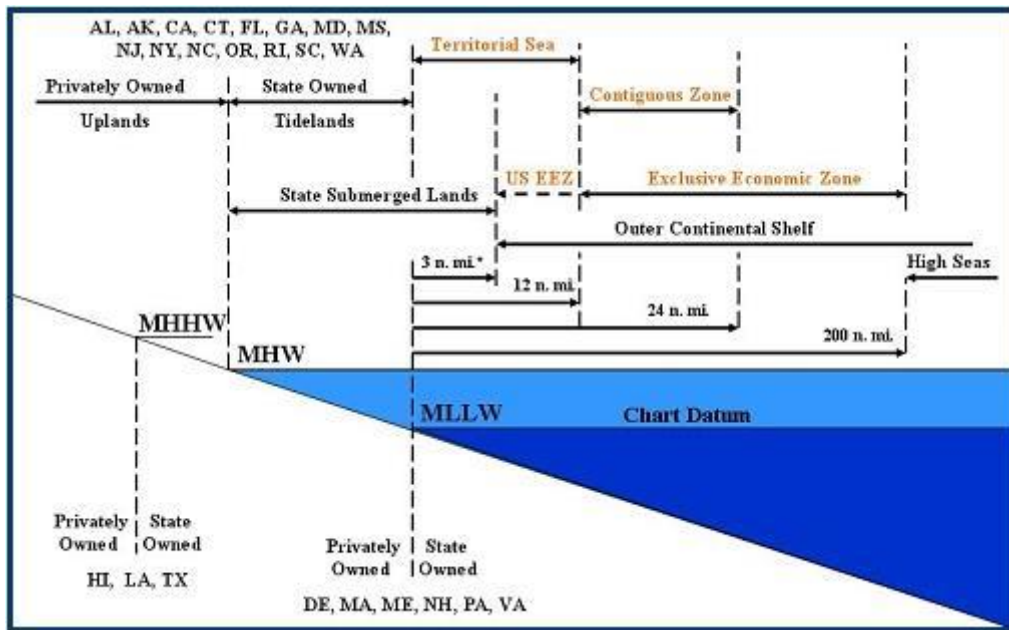 AL, AK, CA, CT, FL, GA, MD, MS,
NJ, NY, NC, OR, RI, SC, WA
Territorial Sea
Privately Owned
State Owned
Contiguous Zone
Uplands
Tidelands
US EEZ
Exclusive Economic Zone
State Submerged Lands
Outer Continental Shelf
3 n. mi.*
High Seas
12 n. mi.
24 n. mi.
MHHW
200 n. mi.
MHW
MLLW
Chart Datum
Privately
Owned
State
Owned
HI, LA, TX
Privately
Owned
State
Owned
DE, MA, ME, NH, PA, VA